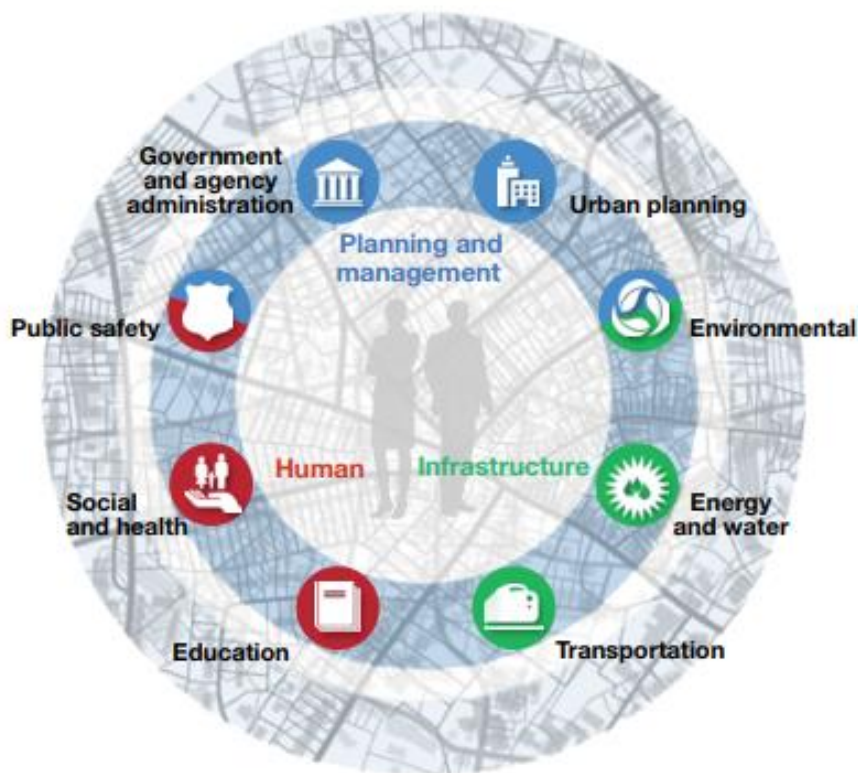 Government
and agency
administration
Urban planning
Planning and
management
Public safety
Environmental
Human
Infrastructure
Social
and health
Energy
and water
Education
Transportation